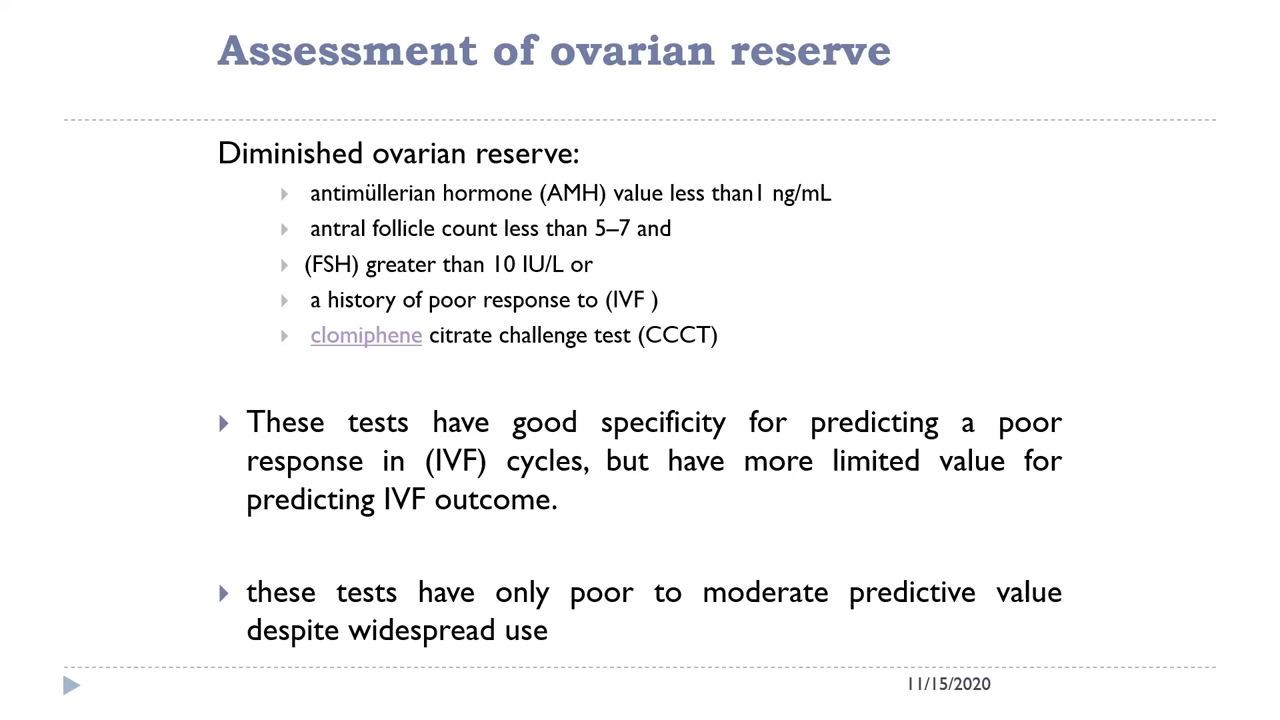 Assessment of ovarian reserve
Diminished ovarian reserve:
antimüllerian hormone (AMH) value less than1 ng/mL
antral follicle count less than 5–7 and
(FSH) greater than 10 IU/L or
a history of poor response to (IVF )
clomiphene citrate challenge test (CCCT)
These tests have good specificity for predicting a poor
response in (IVF) cycles, but have more limited value for
predicting IVF outcome.
these tests have only poor to moderate predictive value
despite widespread use
11/15/2020